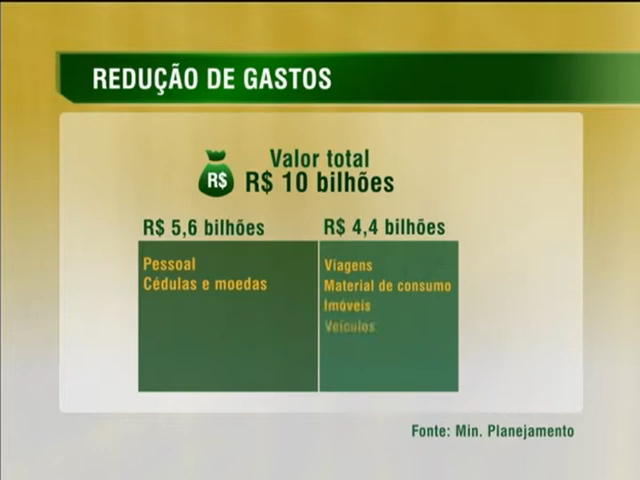 REDUÇÃO DE GASTOS
R$
Valor total
R$ 10 bilhões
R$ 5,6 bilhões
Pessoal
Cédulas e moedas
R$ 4,4 bilhões
Viagens
Material de consumo
Imóveis
Veículos
Fonte: Min. Planejamento